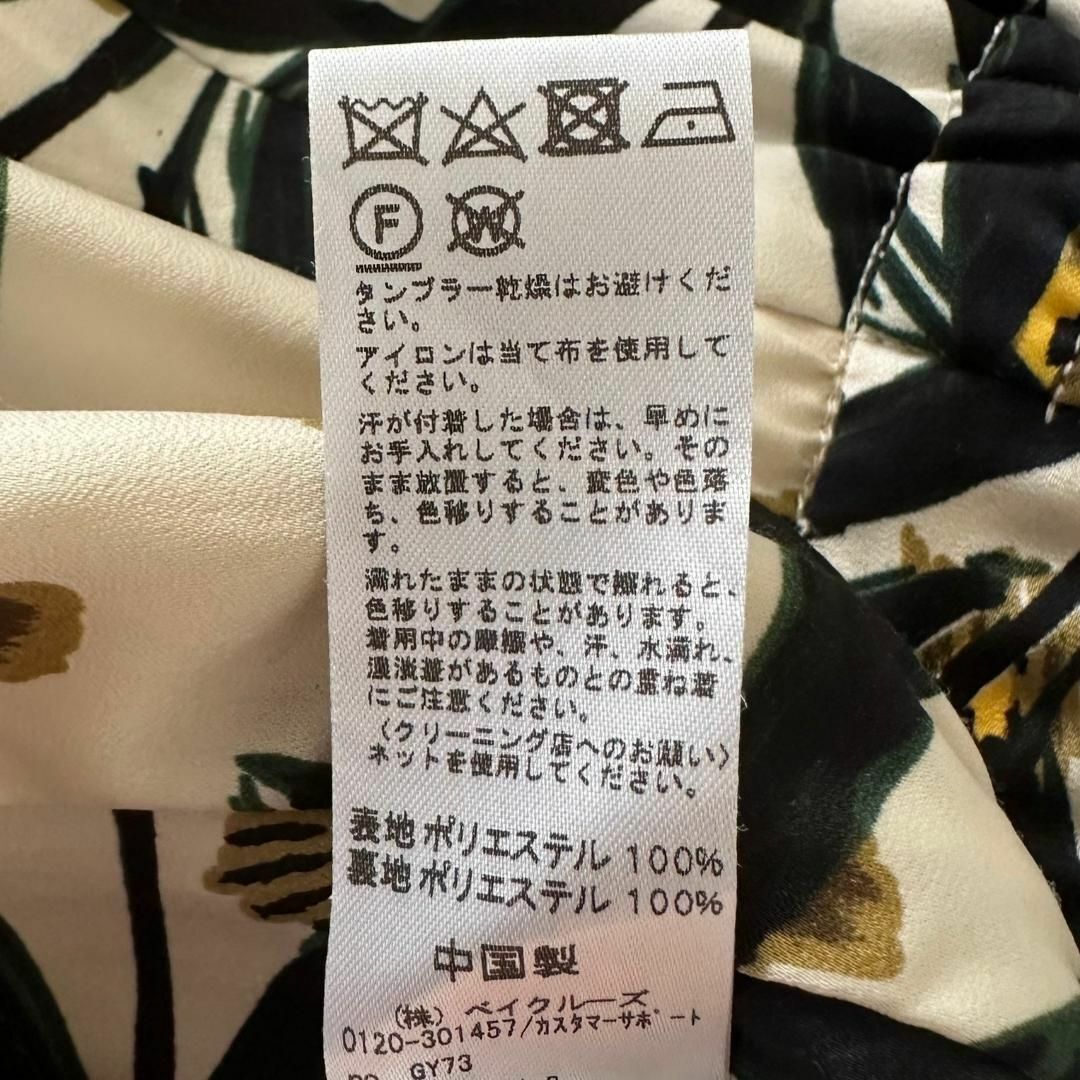 F W
タンブラー乾燥はお避けくだ
さい。
アイロンは当て布を使用して
ください。
汗が付着した場合は、早めに
お手入れしてください。その
まま放置すると、変色や色落
ち、色移りすることがありま
す。
濡れたままの状態で擦れると、
色移りすることがあります。
着用中の摩擦や、汗、水濡れ、
濃淡差があるものとの重ね着
にご注意ください。
〈クリーニング店へのお願い〉
ネットを使用してください。
表地 ポリエステル 100%
裏地 ポリエステル 100%
中国製
(株) ベイクルーズ
0120-301457/カスタマーサポート
GY73